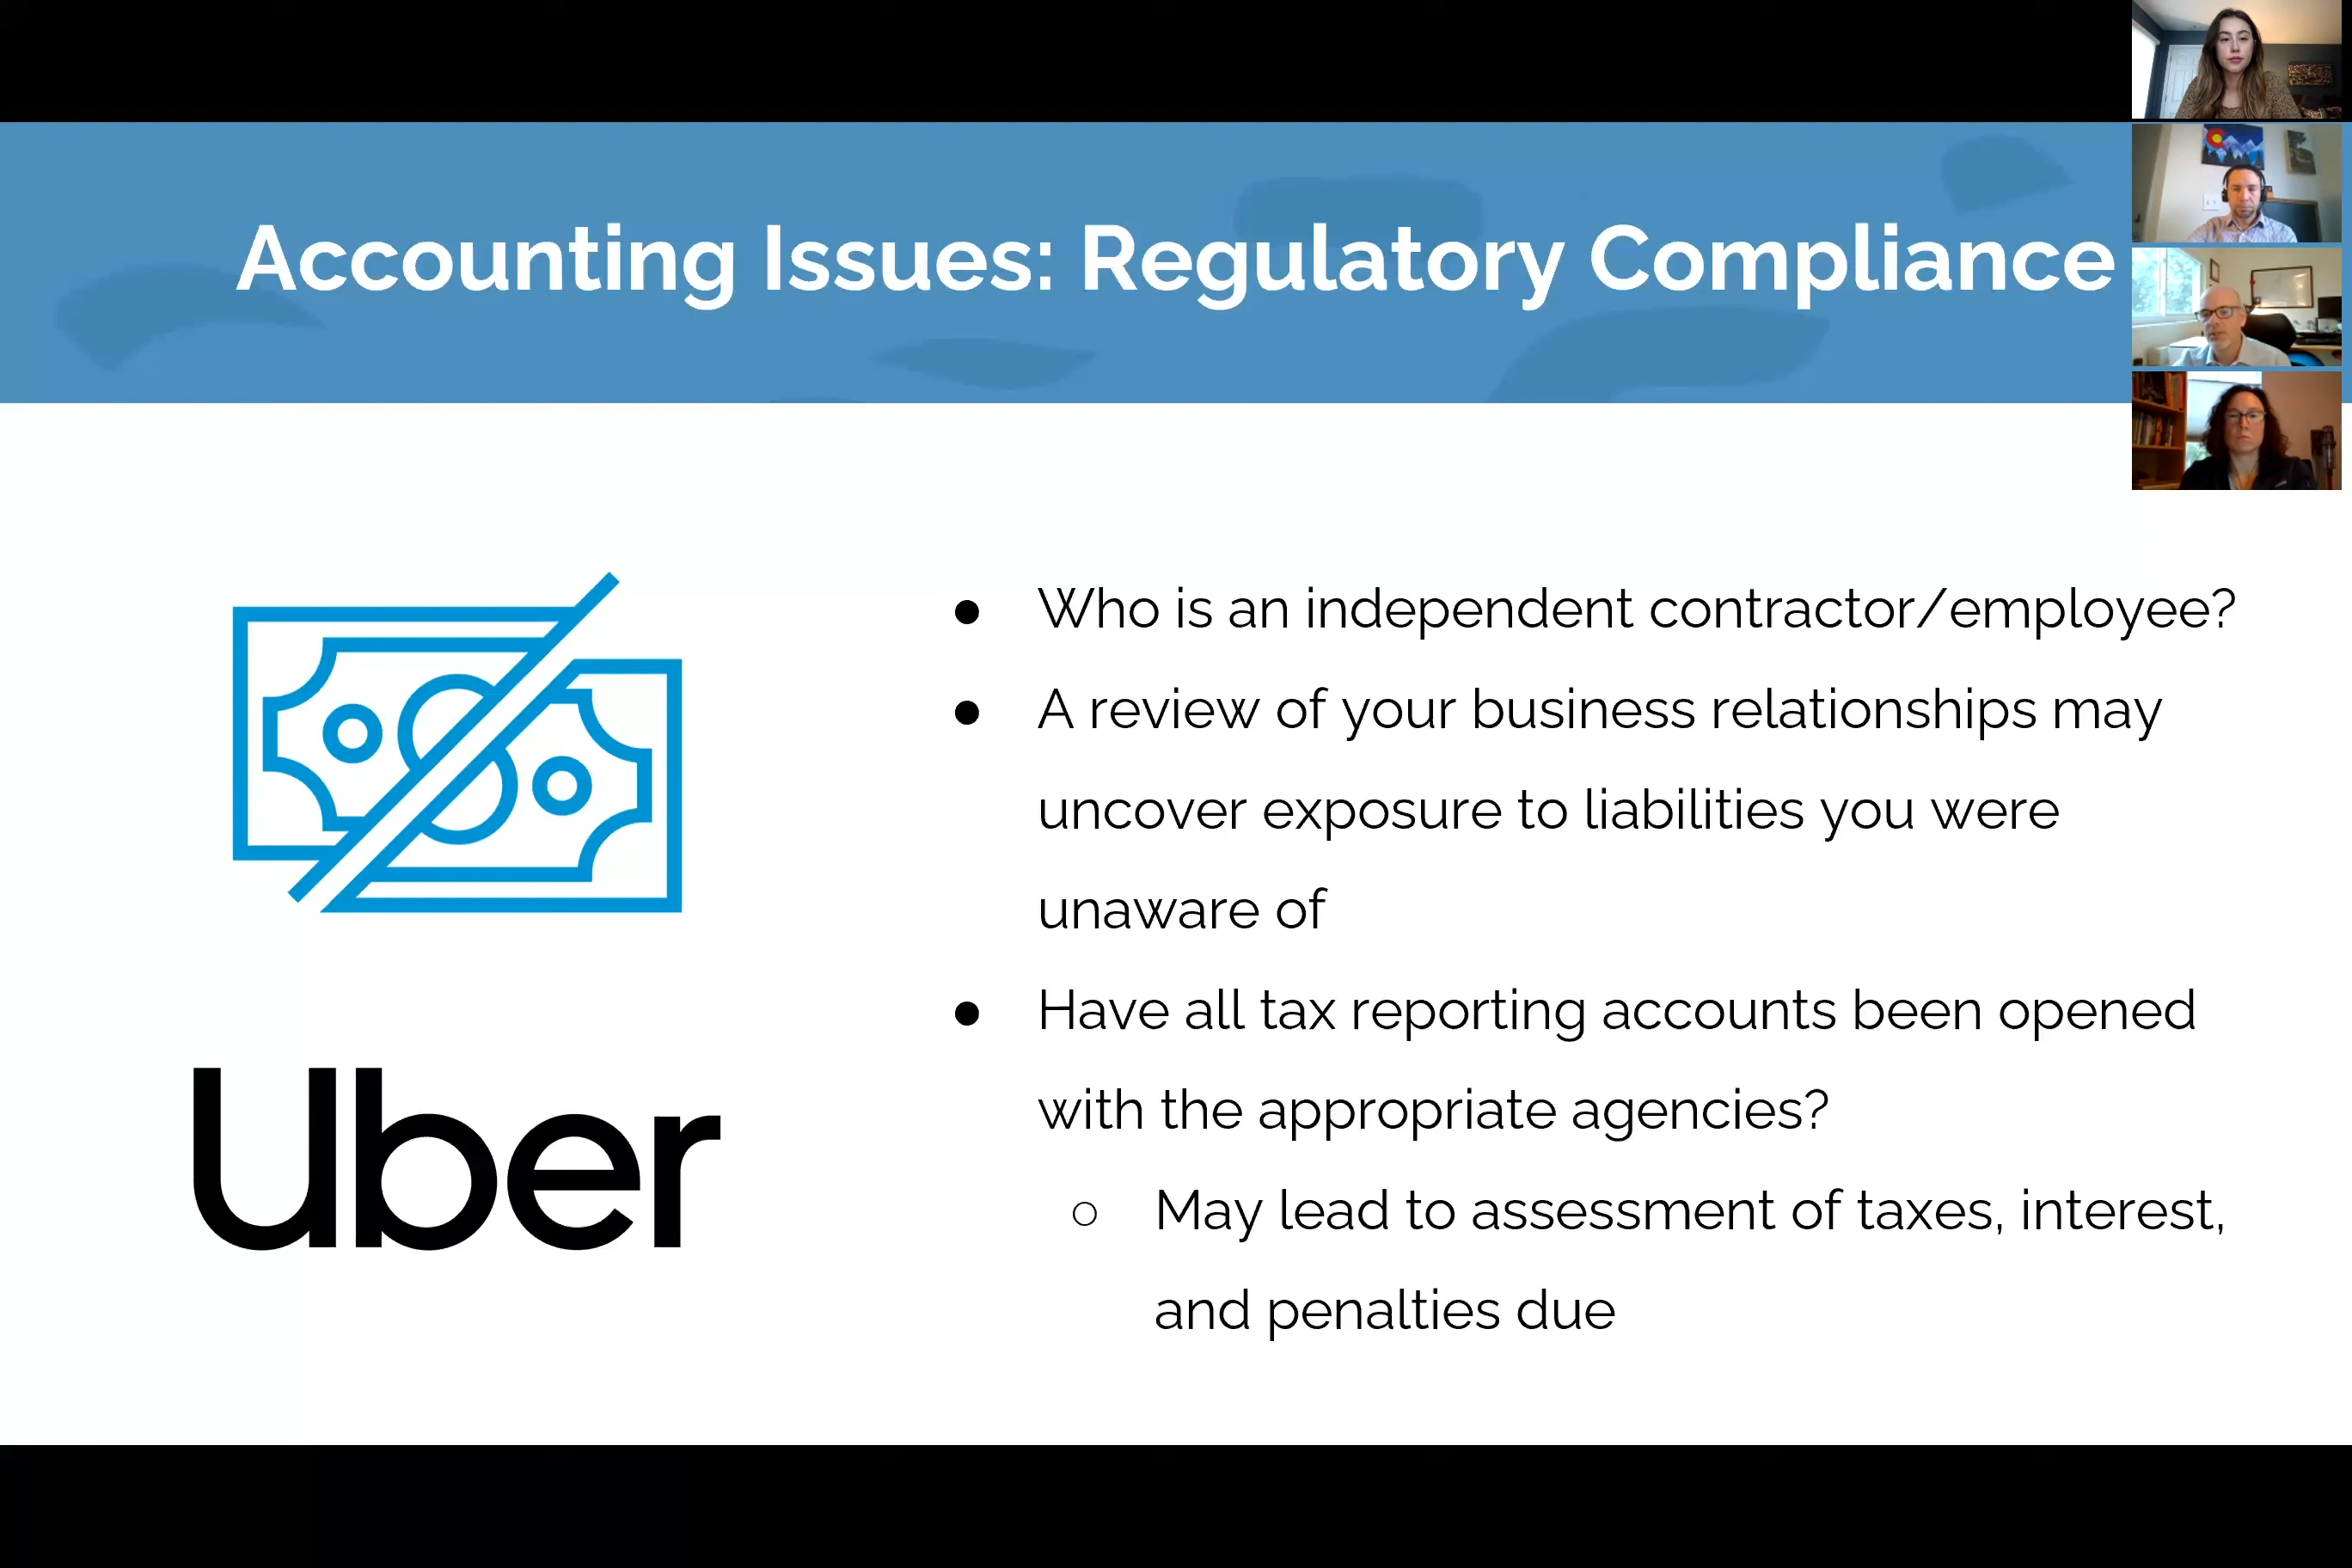 Accounting Issues: Regulatory Compliance
● Who is an independent contractor/employee?
● A review of your business relationships may
uncover exposure to liabilities you were
unaware of
● Have all tax reporting accounts been opened
with the appropriate agencies?
○ May lead to assessment of taxes, interest,
and penalties due
Uber